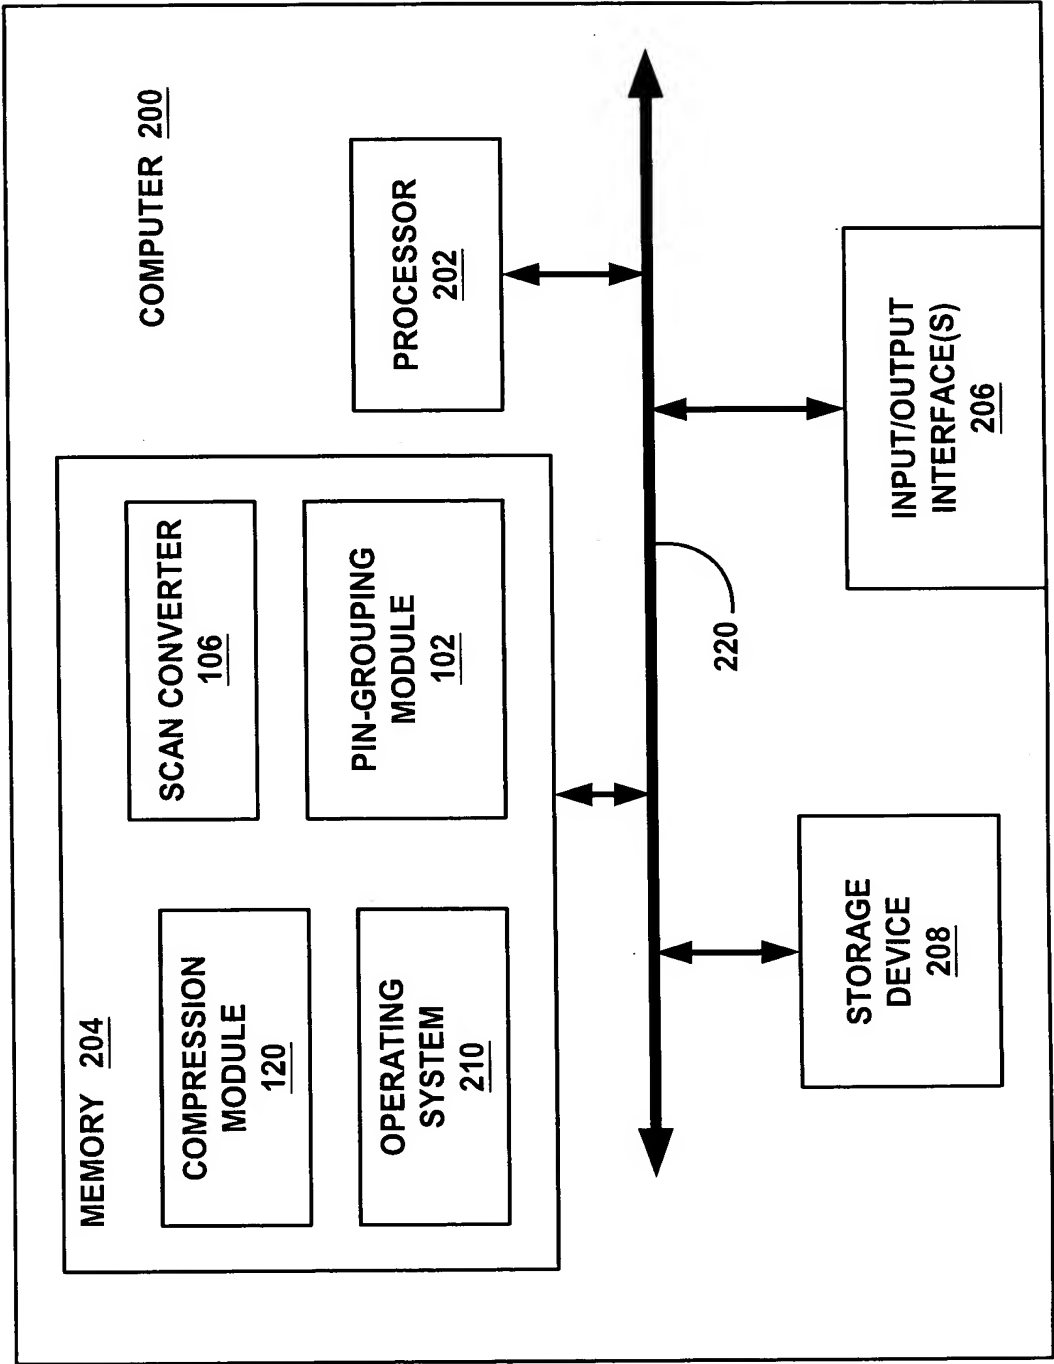 COMPUTER 200
MEMORY 204
COMPRESSION
MODULE
120
SCAN CONVERTER
106
OPERATING
SYSTEM
210
PIN-GROUPING
MODULE
102
PROCESSOR
202
220
STORAGE
DEVICE
208
INPUT/OUTPUT
INTERFACE(S)
206